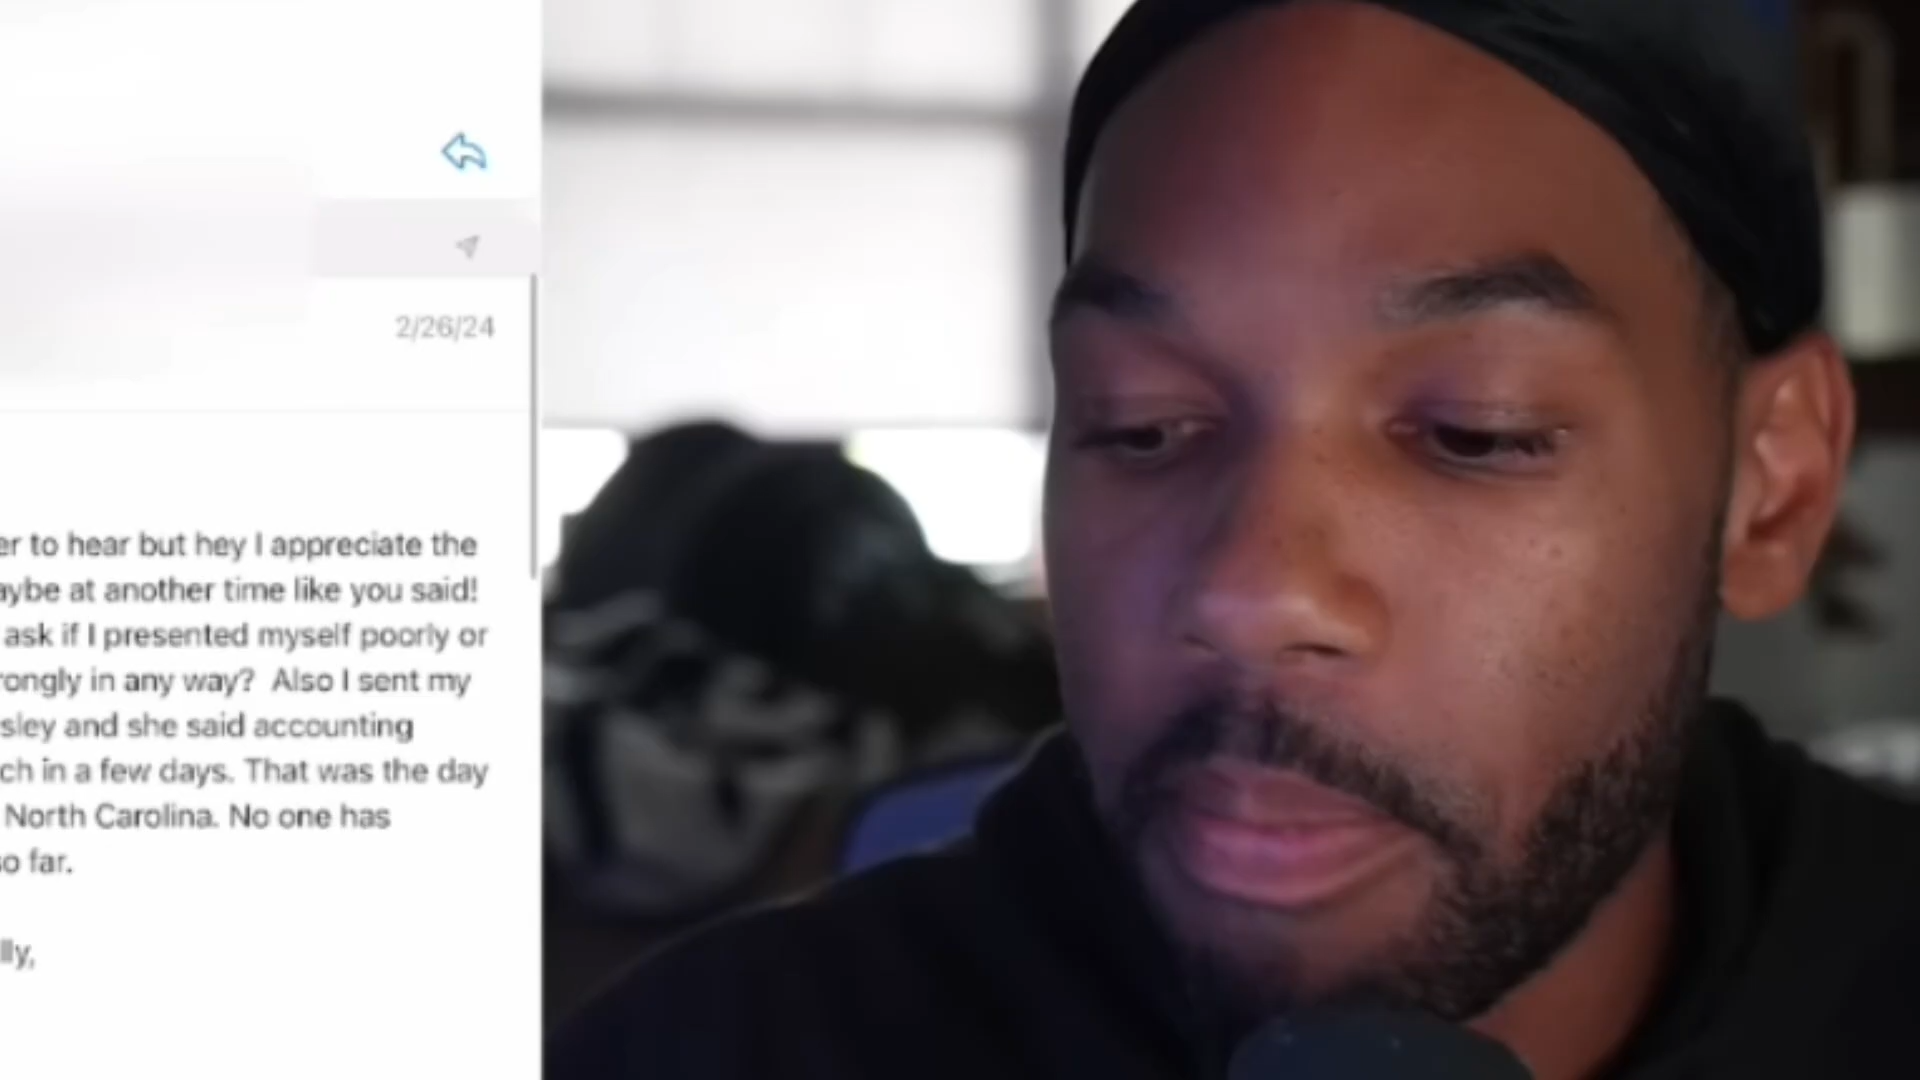 2/26/24
er to hear but hey I appreciate the
aybe at another time like you said!
ask if I presented myself poorly or
rongly in any way? Also I sent my
sley and she said accounting
ch in a few days. That was the day
North Carolina. No one has
so far.
lly,